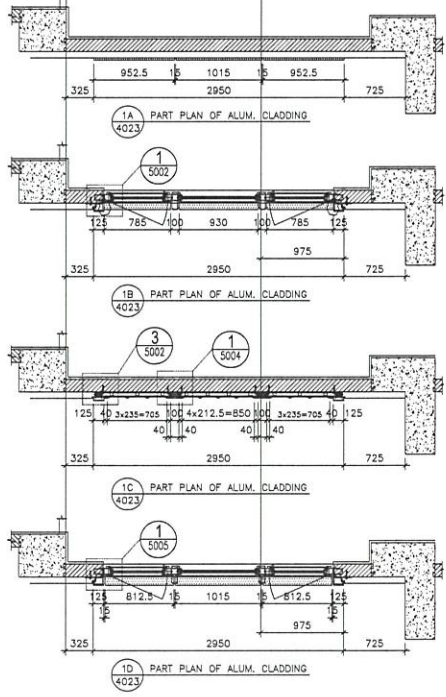 952.5 15 1015 15 952.5
325 2950 725
1A
4023
PART PLAN OF ALUM. CLADDING
1
5002
125 785 100 930 100 785 125
975
325 2950 725
1B
4023
PART PLAN OF ALUM. CLADDING
3
5002
1
5004
125 40 3x235=705 100 4x212.5=850 100 3x235=705 40 125
40 40 40 40
325 2950 725
1C
4023
PART PLAN OF ALUM. CLADDING
1
5005
125 812.5 15 1015 15 812.5 125
15 15
975
325 2950 725
1D
4023
PART PLAN OF ALUM. CLADDING